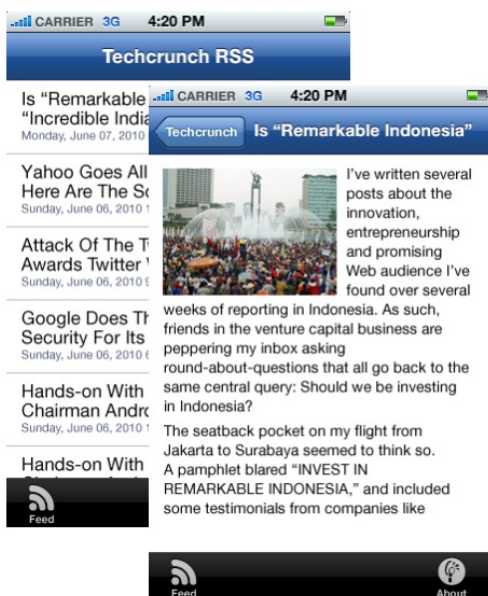 CARRIER 3G 4:20 PM
Techcrunch RSS
Is “Remarkable
“Incredible India
Monday, June 07, 2010
Yahoo Goes All
Here Are The
Sunday, June 06, 2010
Attack Of The
Awards Twitter
Sunday, June 06, 2010
Google Does
Security For Its
Sunday, June 06, 2010
Hands-on With
Chairman
Sunday, June 06, 2010
Hands-on With
Feed
CARRIER 3G 4:20 PM
Techcrunch Is “Remarkable Indonesia”
I’ve written several
posts about the
innovation,
entrepreneurship
and promising
Web audience I’ve
found over several
weeks of reporting in Indonesia. As such,
friends in the venture capital business are
peppering my inbox asking
round-about-questions that all go back to the
same central query: Should we be investing
in Indonesia?
The seatback pocket on my flight from
Jakarta to Surabaya seemed to think so.
A pamphlet blared “INVEST IN
REMARKABLE INDONESIA,” and included
some testimonials from companies like
Feed About